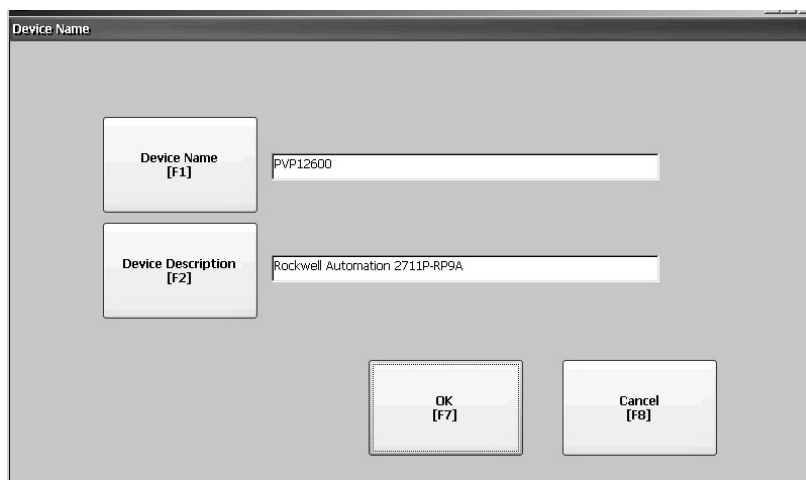 Device Name
Device Name
[F1]
PVP12600
Device Description
[F2]
Rockwell Automation 2711P-RP9A
OK
[F7]
Cancel
[F8]